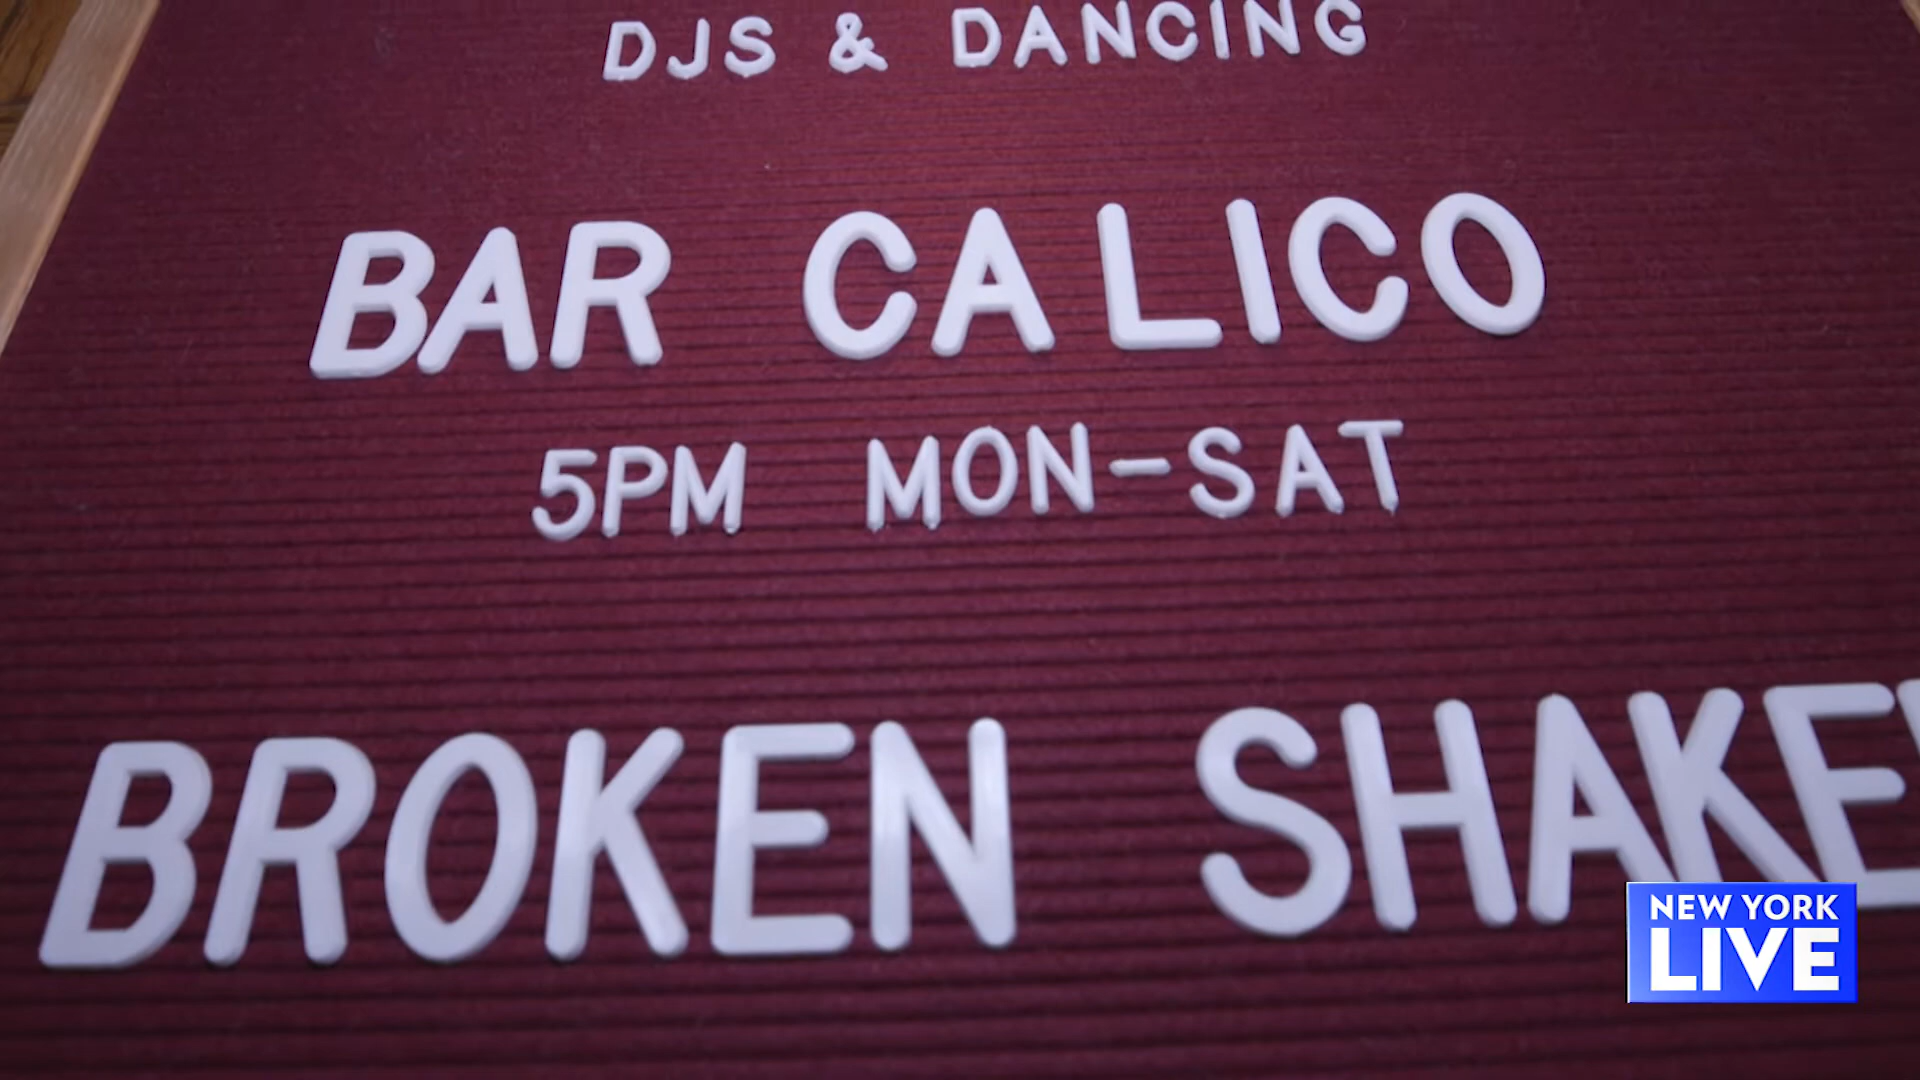 DJS & DANCING
BAR CALICO
5PM MON-SAT
BROKEN SHAKE
NEW YORK
LIVE